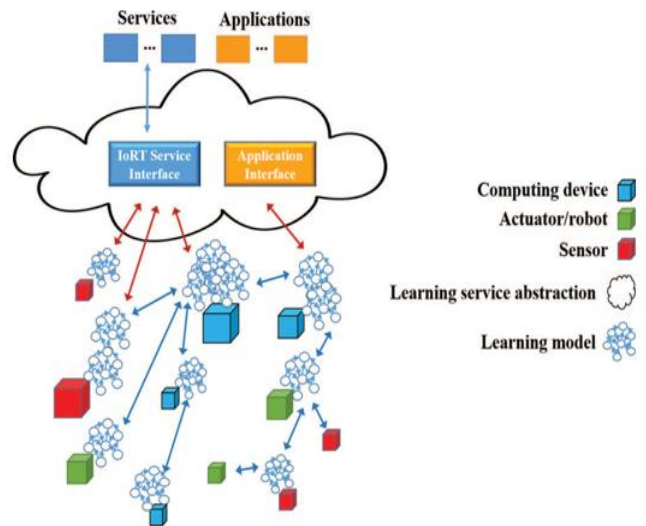 Services
Applications
...
...
IoRT Service
Interface
Application
Interface
Computing device
Actuator/robot
Sensor
Learning service abstraction
Learning model